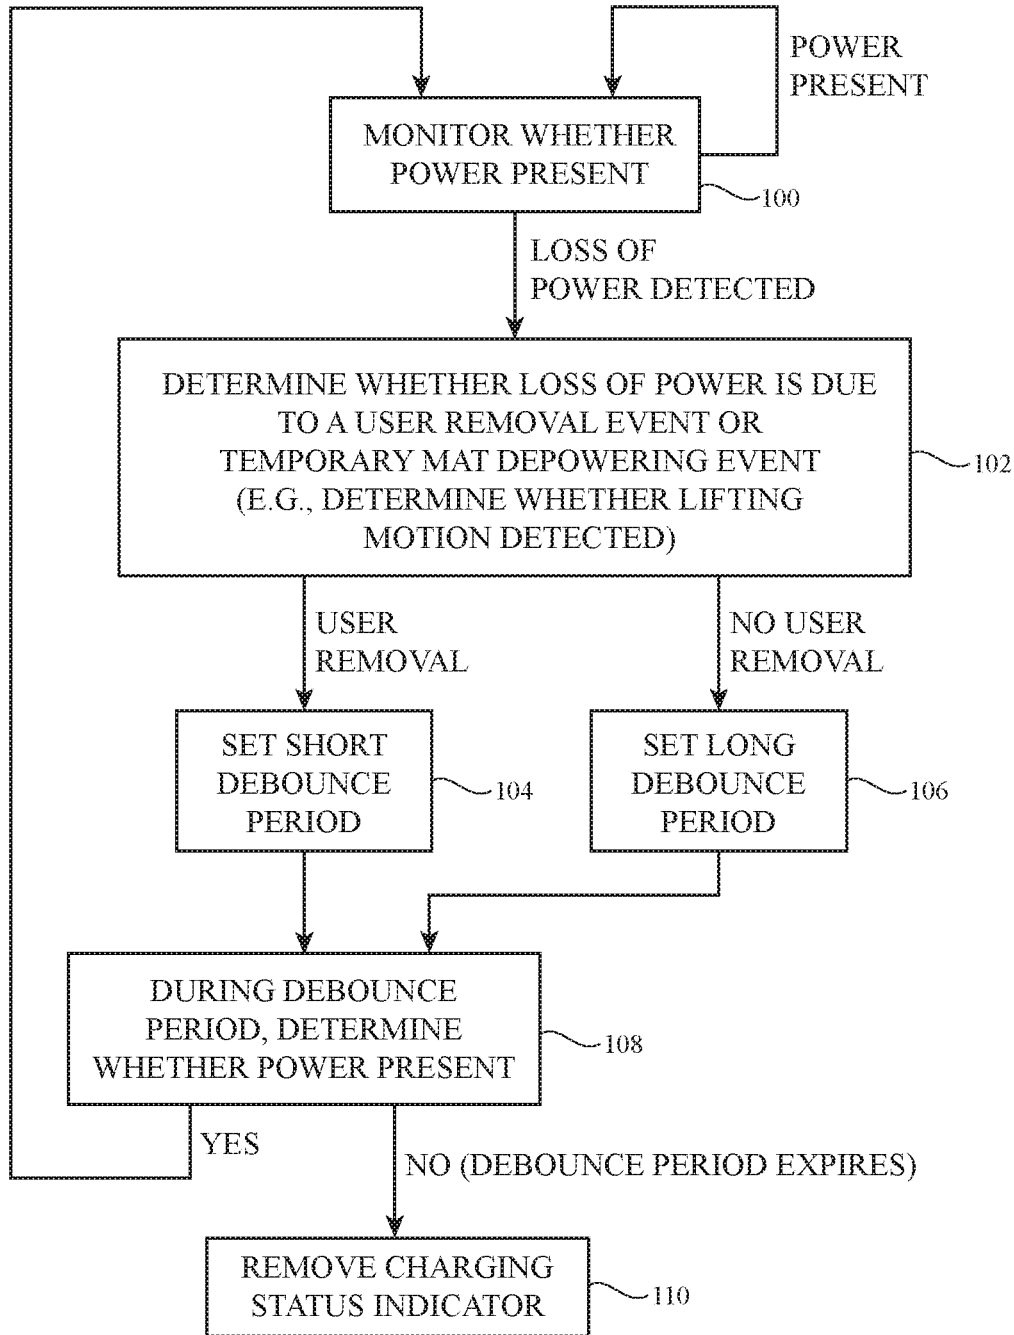 POWER
PRESENT
MONITOR WHETHER
POWER PRESENT
100
LOSS OF
POWER DETECTED
DETERMINE WHETHER LOSS OF POWER IS DUE
TO A USER REMOVAL EVENT OR
TEMPORARY MAT DEPOWERING EVENT
(E.G., DETERMINE WHETHER LIFTING
MOTION DETECTED)
102
USER
REMOVAL
NO USER
REMOVAL
SET SHORT
DEBOUNCE
PERIOD
104
SET LONG
DEBOUNCE
PERIOD
106
DURING DEBOUNCE
PERIOD, DETERMINE
WHETHER POWER PRESENT
108
YES
NO (DEBOUNCE PERIOD EXPIRES)
REMOVE CHARGING
STATUS INDICATOR
110